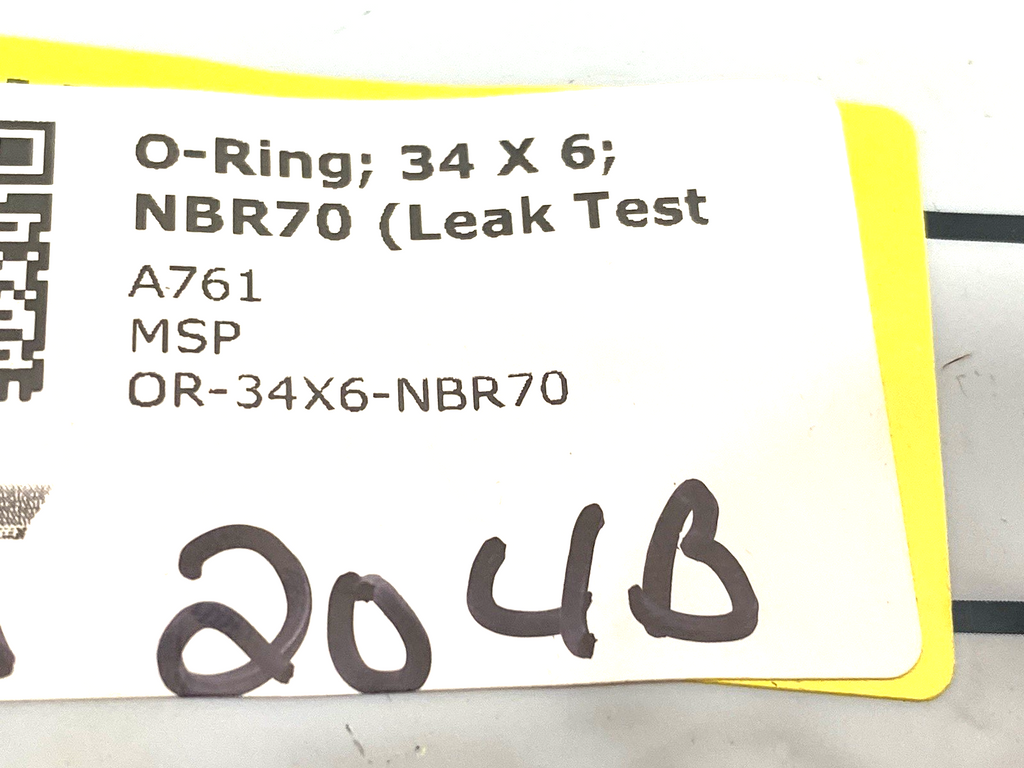 O-Ring; 34 X 6;
NBR70 (Leak Test
A761
MSP
OR-34X6-NBR70
204B